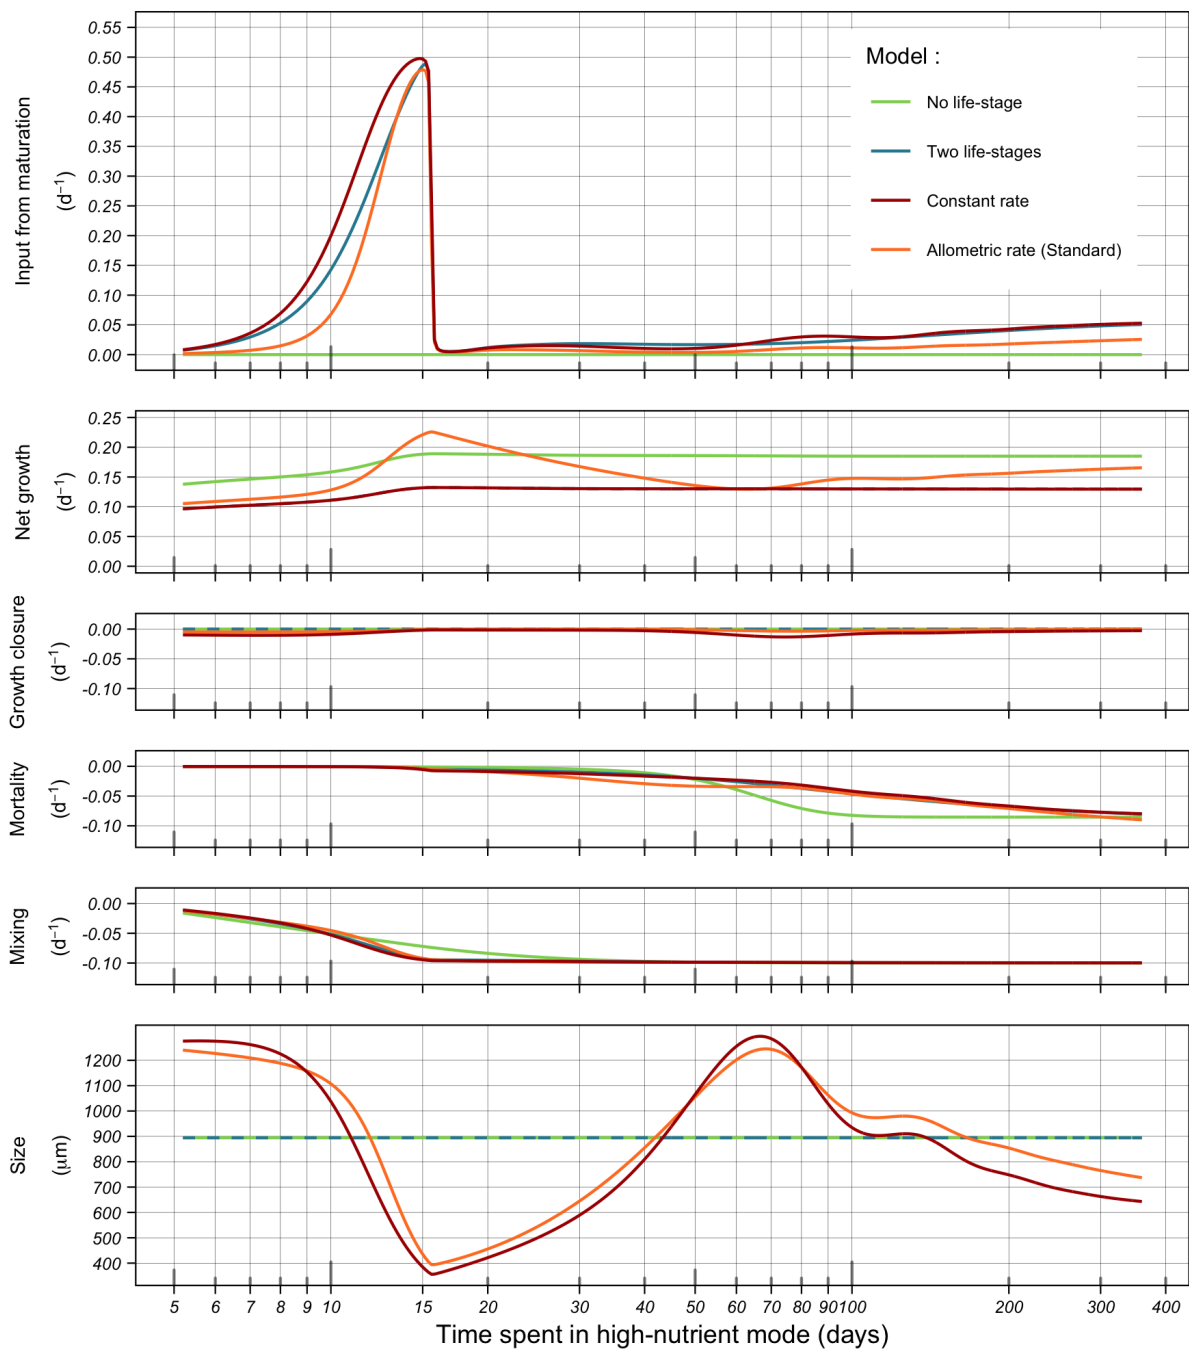 Input from maturation
(d⁻¹)
0.55
0.50
0.45
0.40
0.35
0.30
0.25
0.20
0.15
0.10
0.05
0.00
Model :
No life-stage
Two life-stages
Constant rate
Allometric rate (Standard)
Net growth
(d⁻¹)
0.25
0.20
0.15
0.10
0.05
0.00
Growth closure
(d⁻¹)
0.00
-0.05
-0.10
Mortality
(d⁻¹)
0.00
-0.05
-0.10
Mixing
(d⁻¹)
0.00
-0.05
-0.10
Size
(μm)
1200
1100
1000
900
800
700
600
500
400
5 6 7 8 9 10 15 20 30 40 50 60 70 80 90 100 200 300 400
Time spent in high-nutrient mode (days)